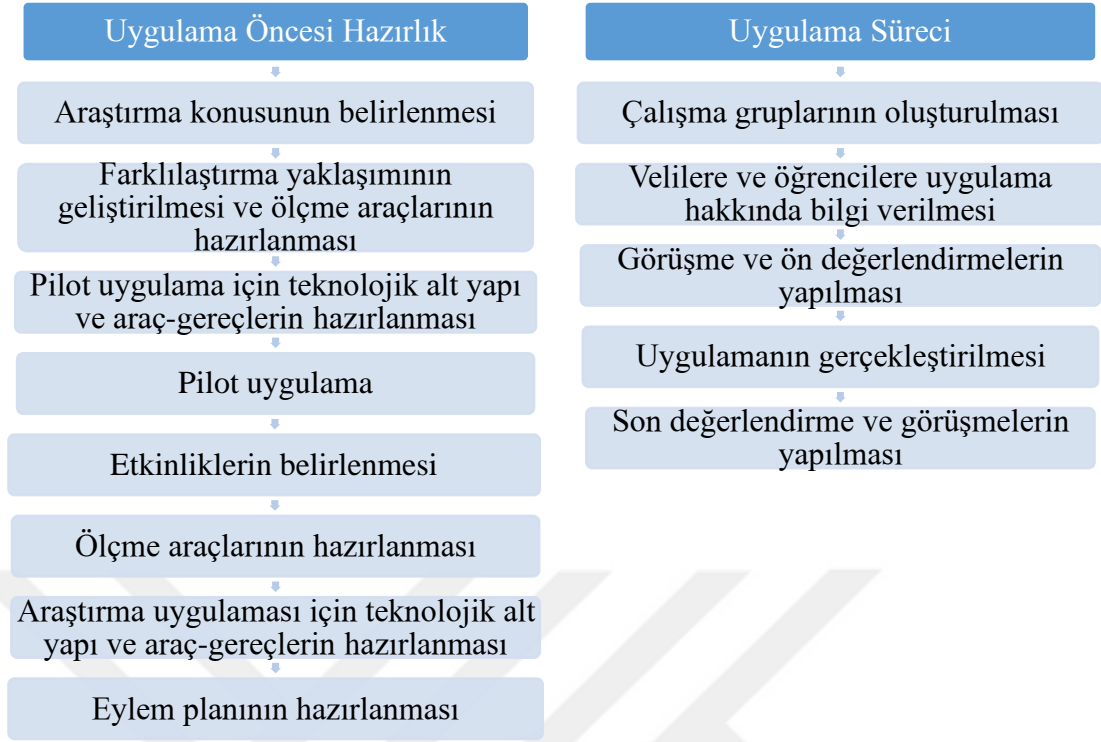 Uygulama Öncesi Hazırlık
Araştırma konusunun belirlenmesi
Farklılaştırma yaklaşımının
geliştirilmesi ve ölçme araçlarının
hazırlanması
Pilot uygulama için teknolojik alt yapı
ve araç-gereçlerin hazırlanması
Pilot uygulama
Etkinliklerin belirlenmesi
Ölçme araçlarının hazırlanması
Araştırma uygulaması için teknolojik alt
yapı ve araç-gereçlerin hazırlanması
Eylem planının hazırlanması
Uygulama Süreci
Çalışma gruplarının oluşturulması
Velilere ve öğrencilere uygulama
hakkında bilgi verilmesi
Görüşme ve ön değerlendirmelerin
yapılması
Uygulamanın gerçekleştirilmesi
Son değerlendirme ve görüşmelerin
yapılması